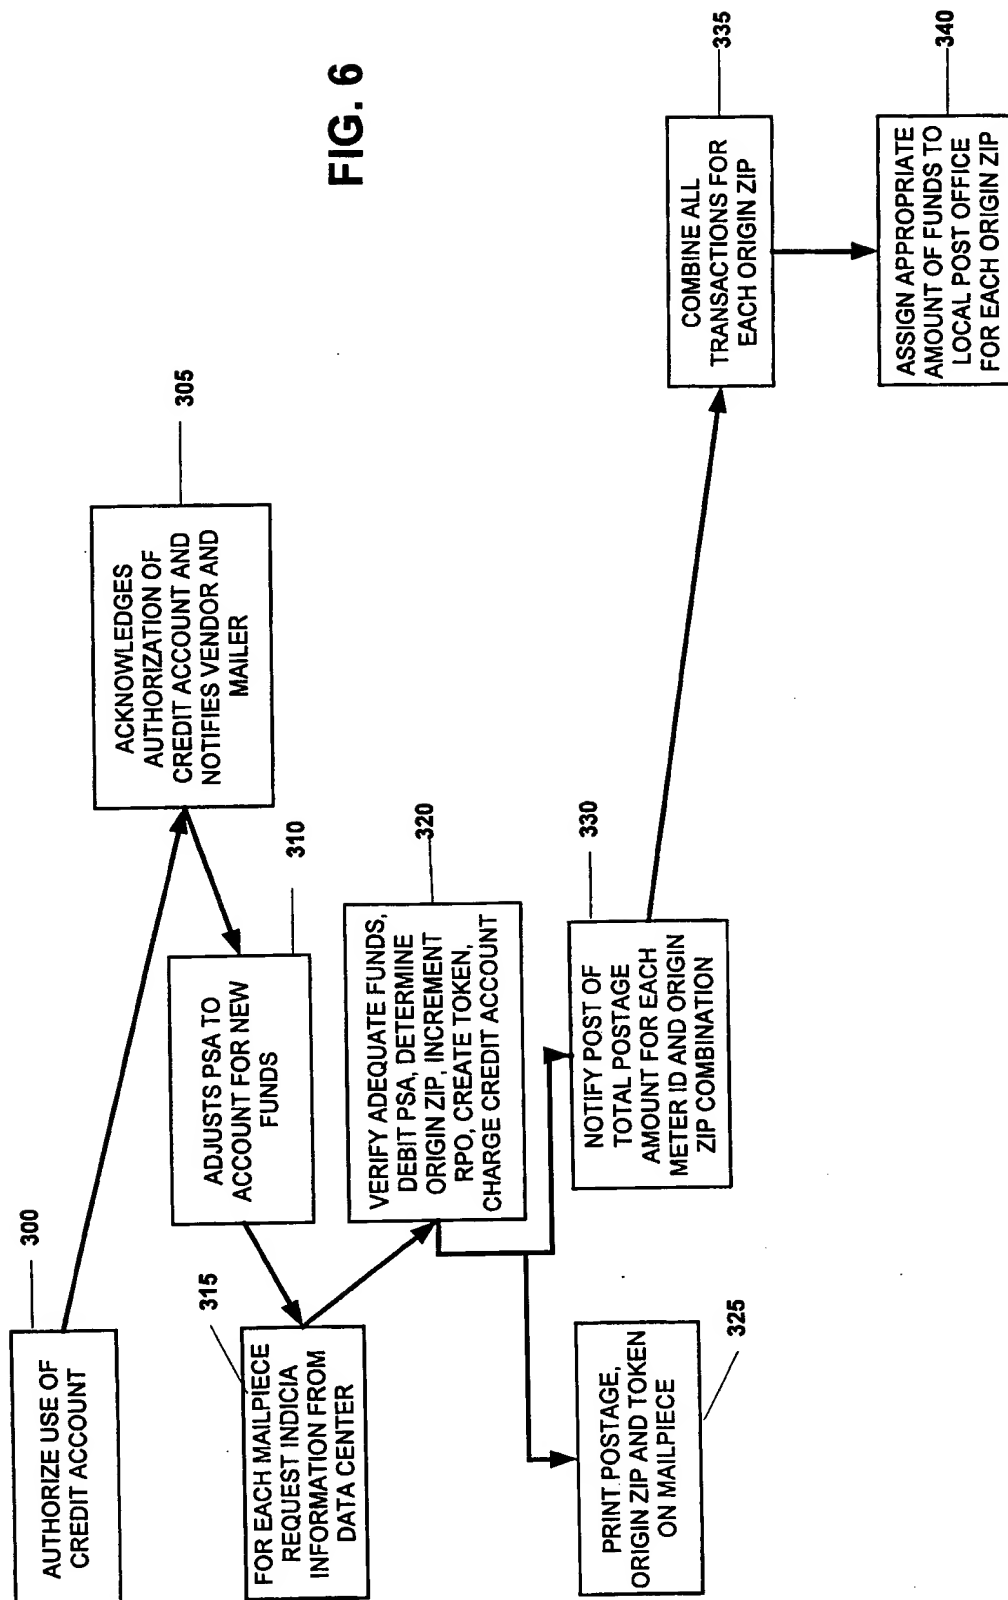 FIG. 6
300
AUTHORIZE USE OF
CREDIT ACCOUNT
305
ACKNOWLEDGES
AUTHORIZATION OF
CREDIT ACCOUNT AND
NOTIFIES VENDOR AND
MAILER
310
ADJUSTS PSA TO
ACCOUNT FOR NEW
FUNDS
315
FOR EACH MAILPIECE
REQUEST INDICIA
INFORMATION FROM
DATA CENTER
320
VERIFY ADEQUATE FUNDS,
DEBIT PSA, DETERMINE
ORIGIN ZIP, INCREMENT
RPO, CREATE TOKEN,
CHARGE CREDIT ACCOUNT
325
PRINT POSTAGE,
ORIGIN ZIP AND TOKEN
ON MAILPIECE
330
NOTIFY POST OF
TOTAL POSTAGE
AMOUNT FOR EACH
METER ID AND ORIGIN
ZIP COMBINATION
335
COMBINE ALL
TRANSACTIONS FOR
EACH ORIGIN ZIP
340
ASSIGN APPROPRIATE
AMOUNT OF FUNDS TO
LOCAL POST OFFICE
FOR EACH ORIGIN ZIP